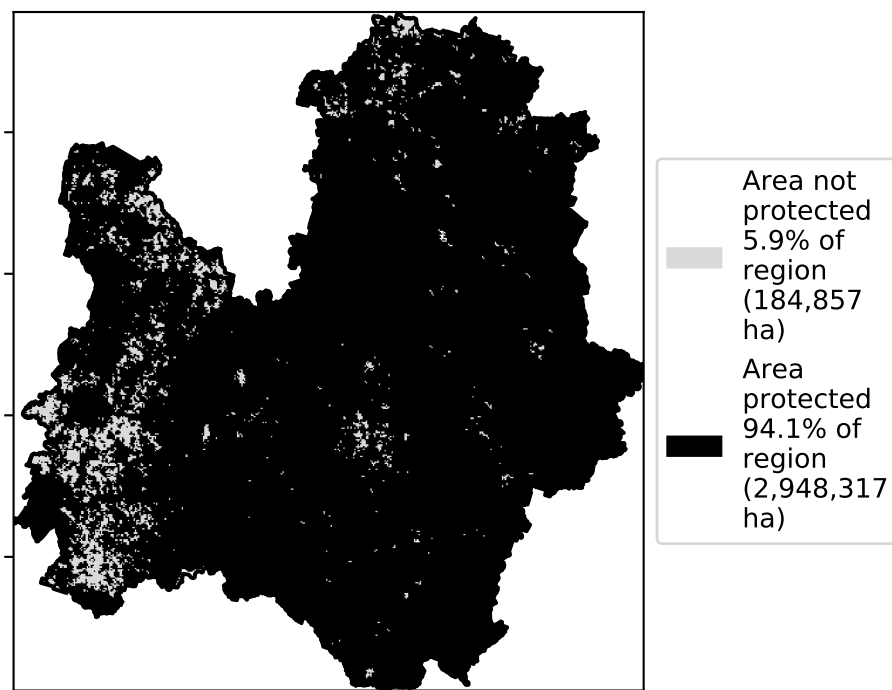 Area not
protected
5.9% of
region
(184,857
ha)
Area
protected
94.1% of
region
(2,948,317
ha)